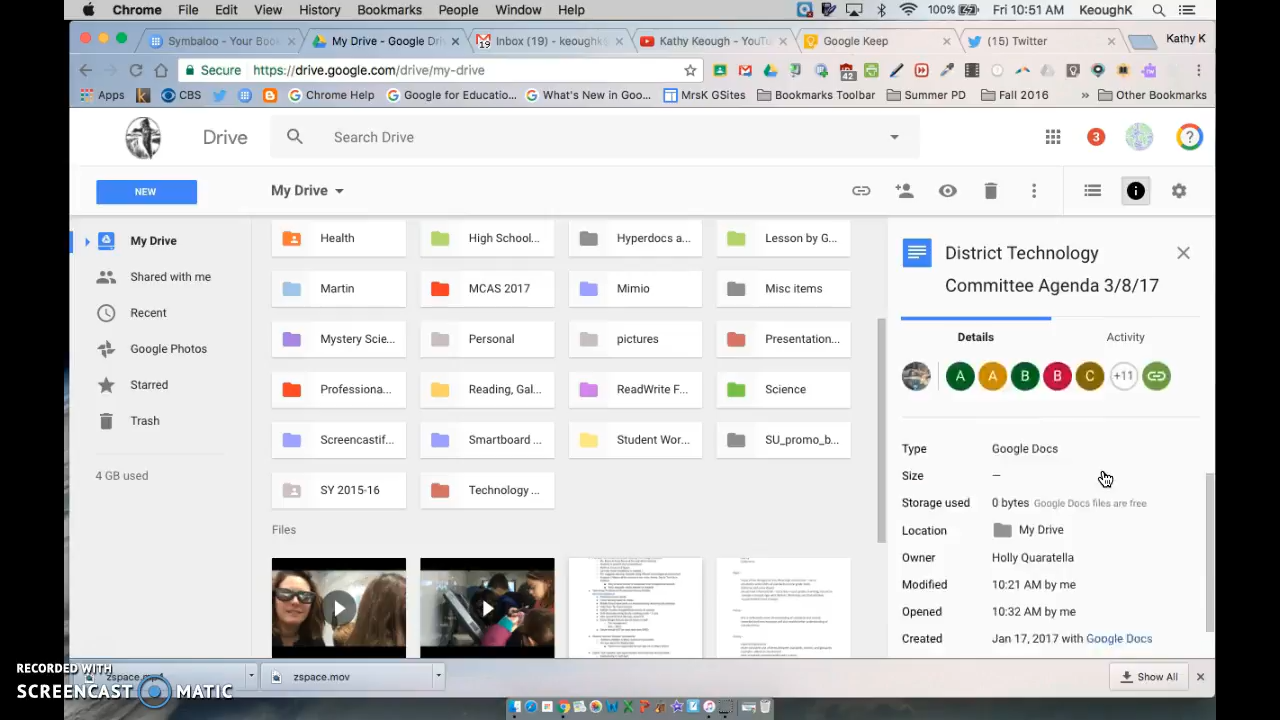 Chrome File Edit View History Bookmarks People Window Help 100% Fri 10:51 AM KeoughK
Symbaloo - Your Boo My Drive - Google Dri Inbox (19) - keoughk Kathy Keough - YouTu Google Keep (15) Twitter Kathy K
Secure https://drive.google.com/drive/my-drive 42
Apps CBS Chrome Help Google for Education What's New in Goo... MrsK GSites Bookmarks Toolbar Summer PD Fall 2016 » Other Bookmarks
Drive Search Drive 3
NEW My Drive
My Drive
Shared with me
Recent
Google Photos
Starred
Trash
4 GB used
Health High School... Hyperdocs a... Lesson by G...
Martin MCAS 2017 Mimio Misc items
Mystery Scie... Personal pictures Presentation...
Professiona... Reading, Gal... ReadWrite F... Science
Screencastif... Smartboard ... Student Wor... SU_promo_b...
SY 2015-16 Technology ...
Files
District Technology
Committee Agenda 3/8/17
Details Activity
A A B B C +11
Type Google Docs
Size —
Storage used 0 bytes Google Docs files are free
Location My Drive
Owner Holly
Modified 10:21 AM by me
Opened 10:32 AM by me
Created Jan 17, 2017 with Google Docs
zspace.mov Show All
RECORDED WITH
SCREENCAST MATIC